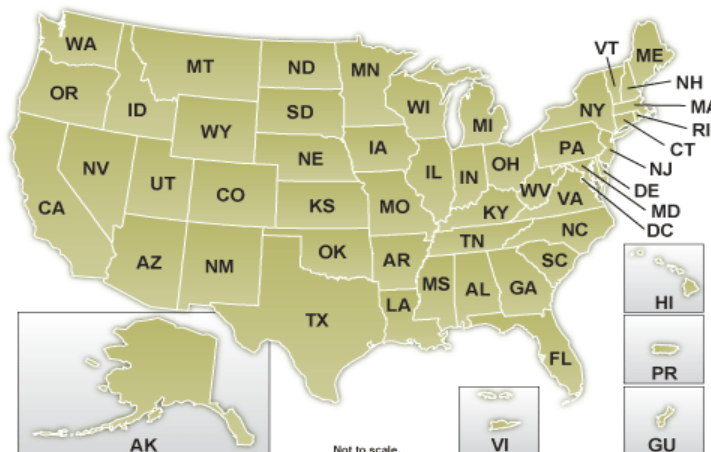 WA
MT
ND
MN
VT
ME
NH
OR
ID
SD
WI
NY
MA
RI
WY
MI
CT
IA
PA
NJ
NV
NE
IL
IN
OH
DE
UT
CO
WV
VA
MD
CA
KS
MO
KY
DC
NC
TN
AZ
NM
OK
AR
SC
MS
AL
GA
HI
LA
TX
FL
PR
AK
Not to scale
VI
GU